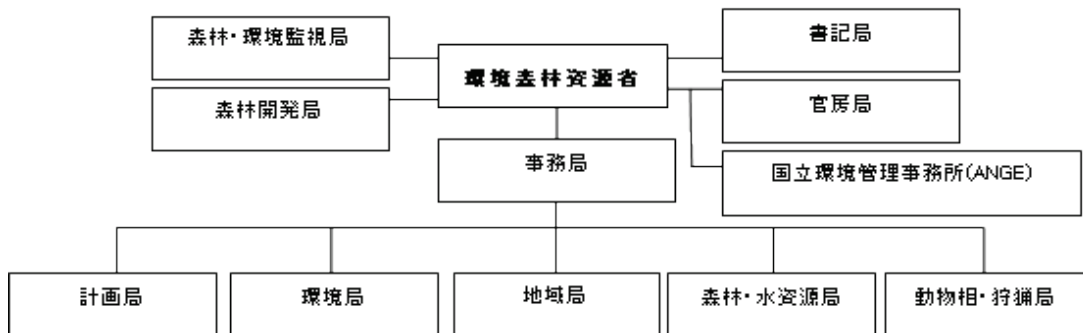 森林・環境監視局
書記局
環境森林資源省
森林開発局
官房局
事務局
国立環境管理事務所(ANGE)
計画局
環境局
地域局
森林・水資源局
動物相・狩猟局